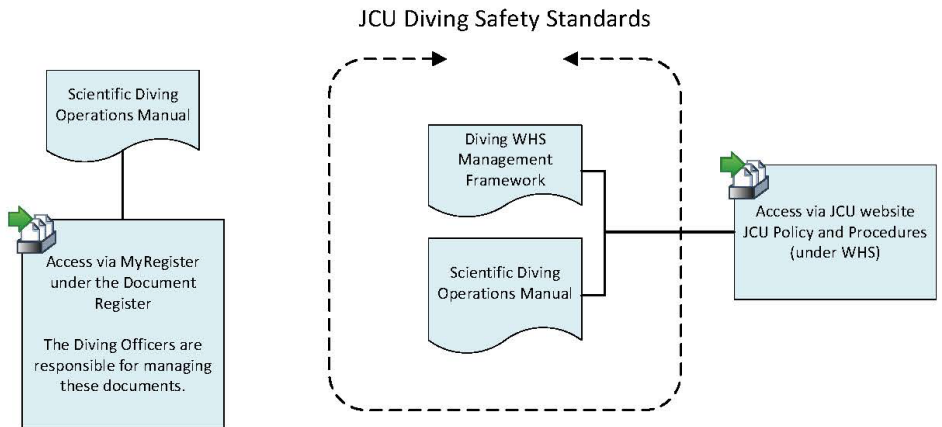 JCU Diving Safety Standards
Scientific Diving
Operations Manual
Access via MyRegister
under the Document
Register
The Diving Officers are
responsible for managing
these documents.
Diving WHS
Management
Framework
Scientific Diving
Operations Manual
Access via JCU website
JCU Policy and Procedures
(under WHS)